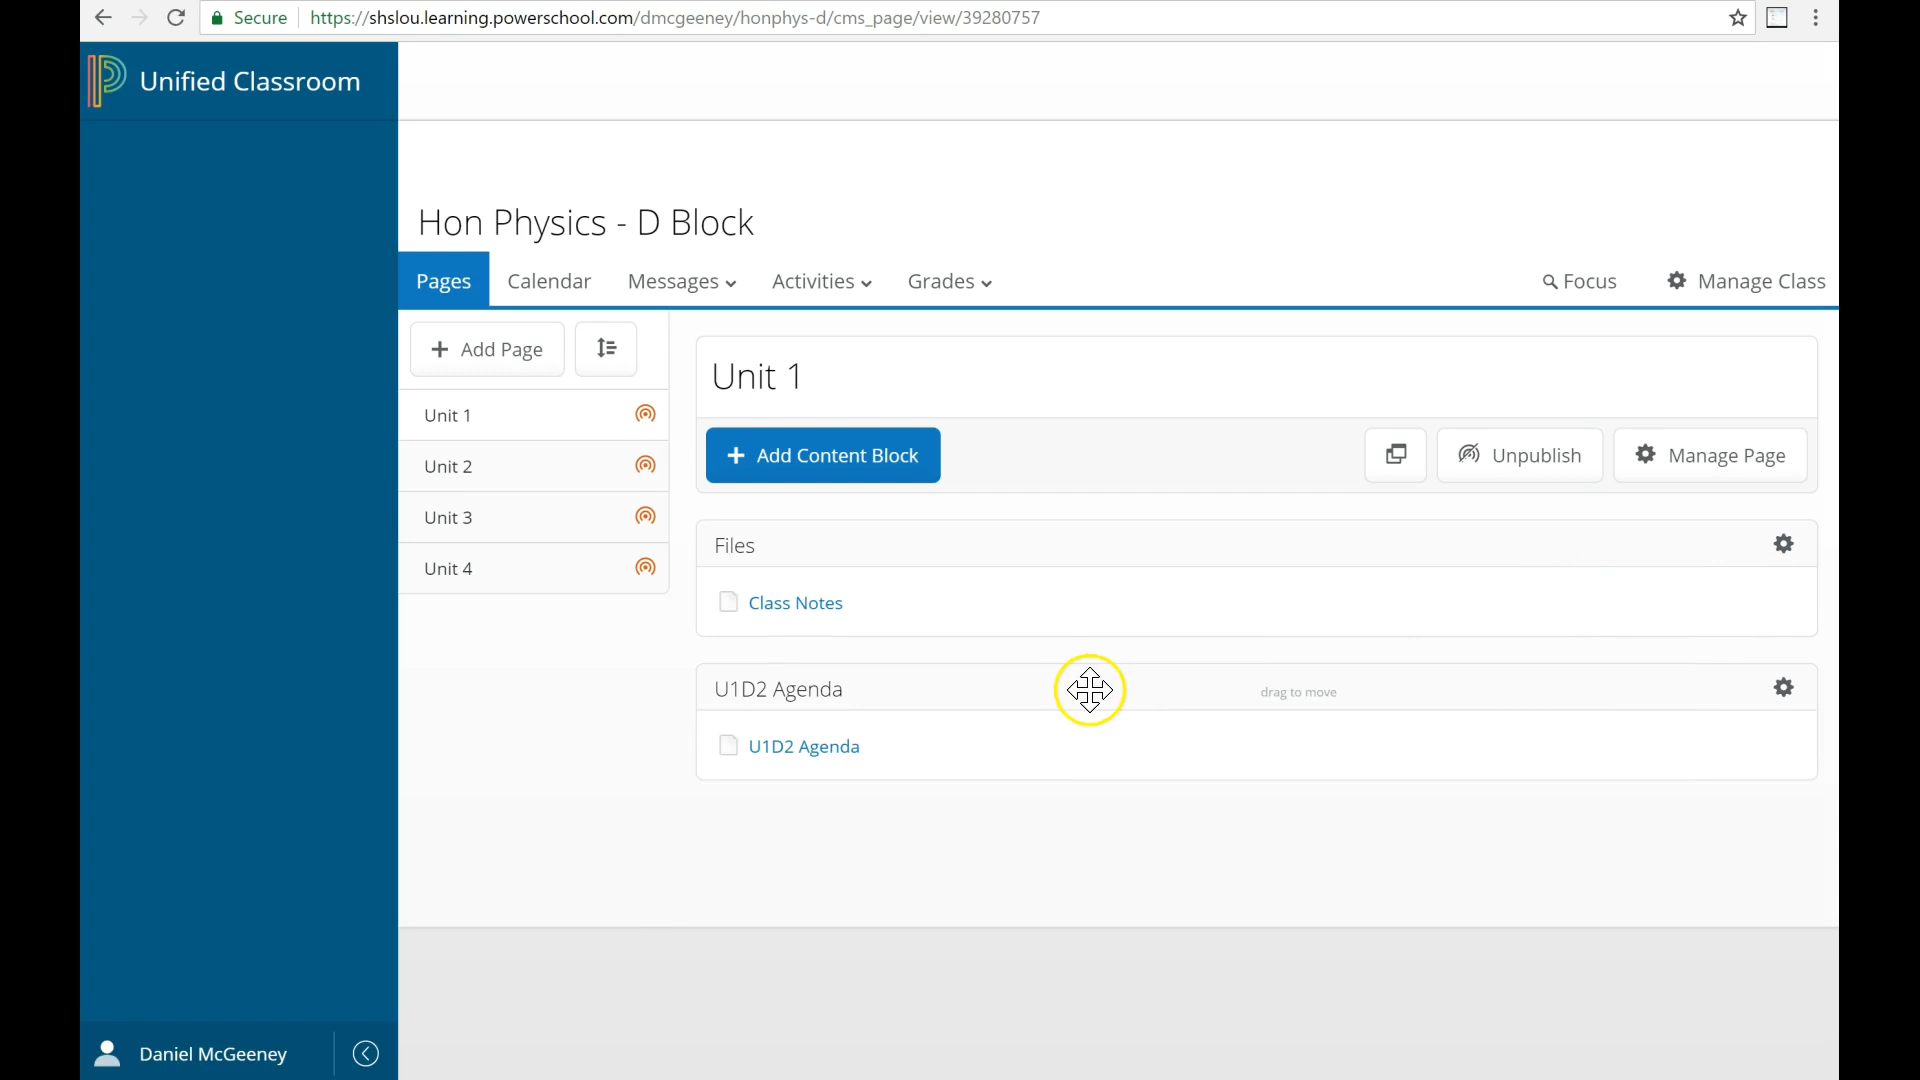 Secure https://shslou.learning.powerschool.com/dmcgeeney/honphys-d/cms_page/view/39280757
Unified Classroom
Hon Physics - D Block
Pages Calendar Messages Activities Grades Focus Manage Class
Add Page
Unit 1
Unit 2
Unit 3
Unit 4
Unit 1
Add Content Block Unpublish Manage Page
Files
Class Notes
U1D2 Agenda drag to move
U1D2 Agenda
Daniel McGeeney